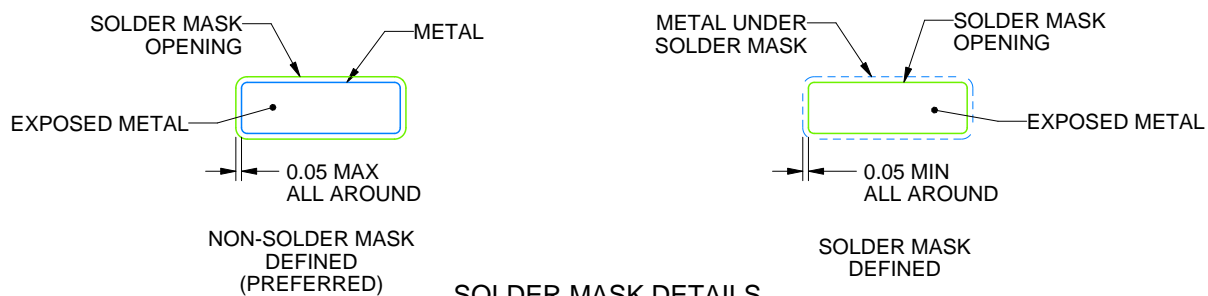 SOLDER MASK
OPENING
METAL
EXPOSED METAL
0.05 MAX
ALL AROUND
NON-SOLDER MASK
DEFINED
(PREFERRED)
METAL UNDER
SOLDER MASK
SOLDER MASK
OPENING
EXPOSED METAL
0.05 MIN
ALL AROUND
SOLDER MASK
DEFINED
SOLDER MASK DETAILS